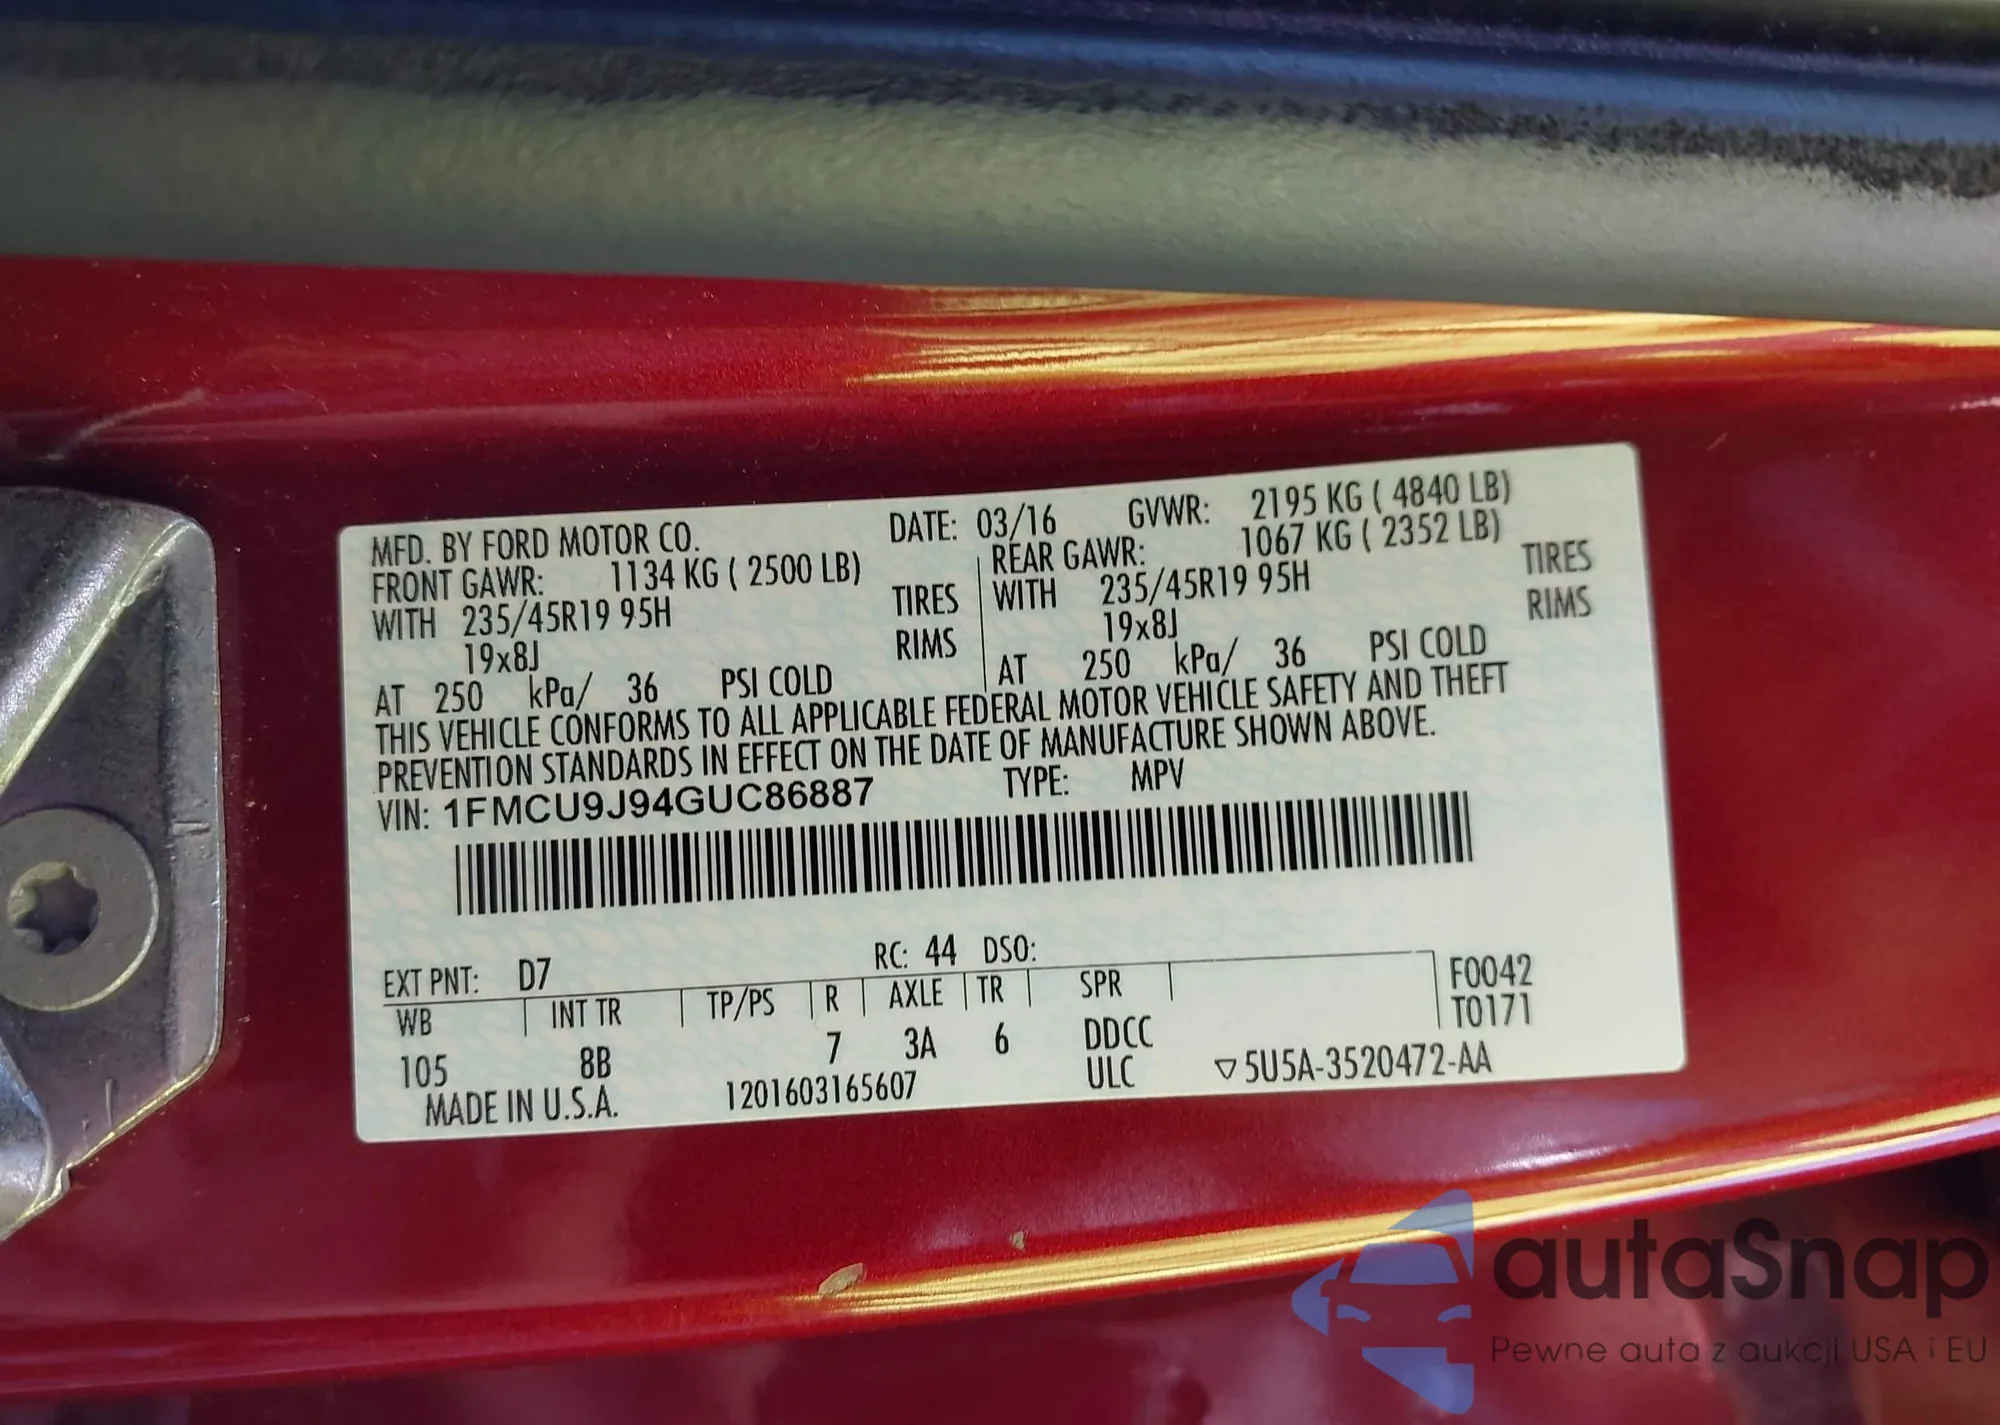 MFD. BY FORD MOTOR CO. DATE: 03/16 GVWR: 2195 KG ( 4840 LB)
FRONT GAWR: 1134 KG ( 2500 LB) REAR GAWR: 1067 KG ( 2352 LB)
WITH 235/45R19 95H TIRES WITH 235/45R19 95H TIRES
19x8J RIMS 19x8J RIMS
AT 250 kPa/ 36 PSI COLD AT 250 kPa/ 36 PSI COLD
THIS VEHICLE CONFORMS TO ALL APPLICABLE FEDERAL MOTOR VEHICLE SAFETY AND THEFT
PREVENTION STANDARDS IN EFFECT ON THE DATE OF MANUFACTURE SHOWN ABOVE.
VIN: 1FMCU9J94GUC86887 TYPE: MPV
EXT PNT: D7 RC: 44 DSO: F0042
WB INT TR TP/PS R AXLE TR SPR T0171
105 8B 7 3A 6 DDCC
MADE IN U.S.A. 1201603165607 ULC ▽5U5A-3520472-AA
autaSnap
Pewne auta z aukcji USA i EU